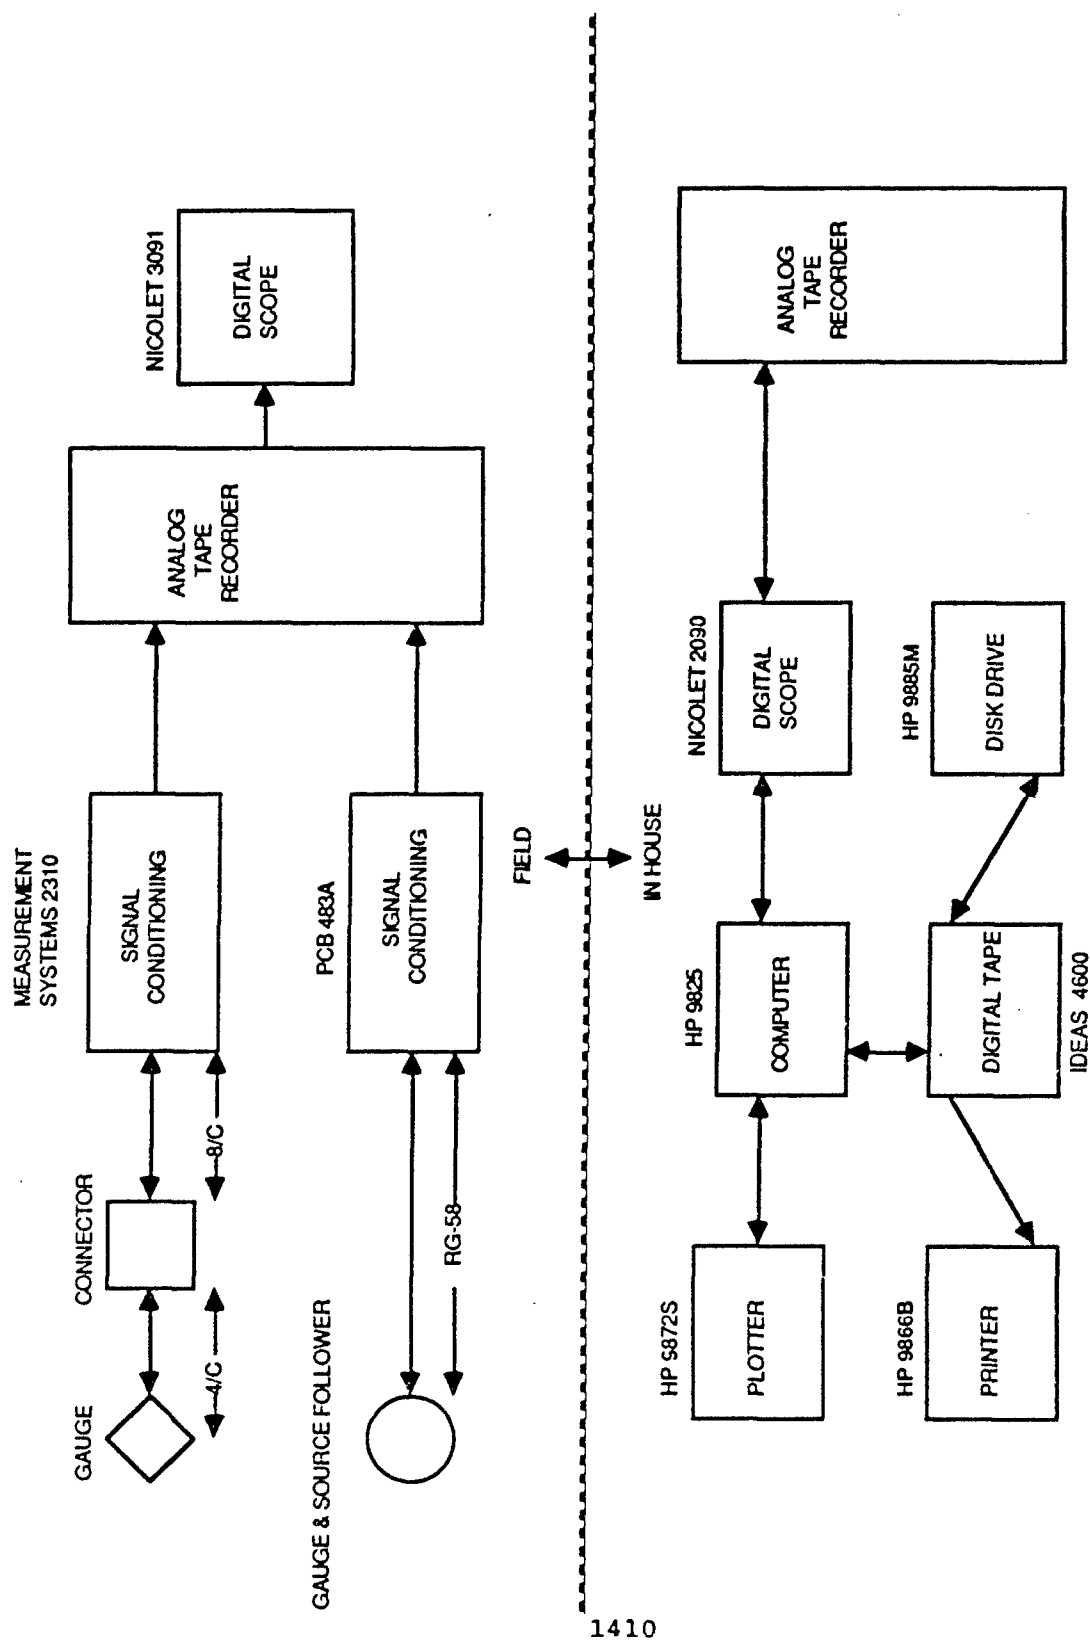 MEASUREMENT
SYSTEMS 2310
GAUGE
CONNECTOR
SIGNAL
CONDITIONING
4/C
8/C
ANALOG
TAPE
RECORDER
NICOLET 3091
DIGITAL
SCOPE
GAUGE & SOURCE FOLLOWER
RG-58
PCB 483A
SIGNAL
CONDITIONING
FIELD
IN HOUSE
HP 9872S
PLOTTER
HP 9825
COMPUTER
NICOLET 2090
DIGITAL
SCOPE
ANALOG
TAPE
RECORDER
HP 9866B
PRINTER
DIGITAL TAPE
IDEAS 4600
HP 9885M
DISK DRIVE
1410